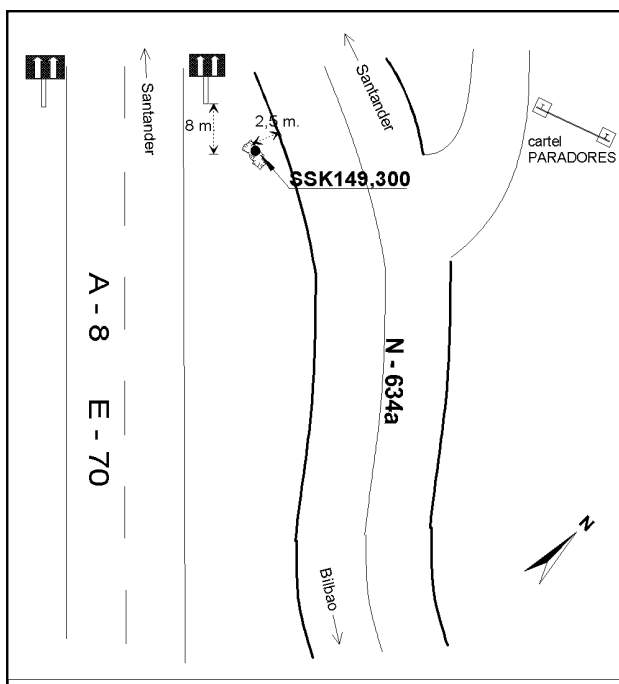 Santander
8 m
2,5 m.
Santander
cartel
PARADORES
SSK149,300
A - 8 E - 70
N - 634a
N
Bilbao